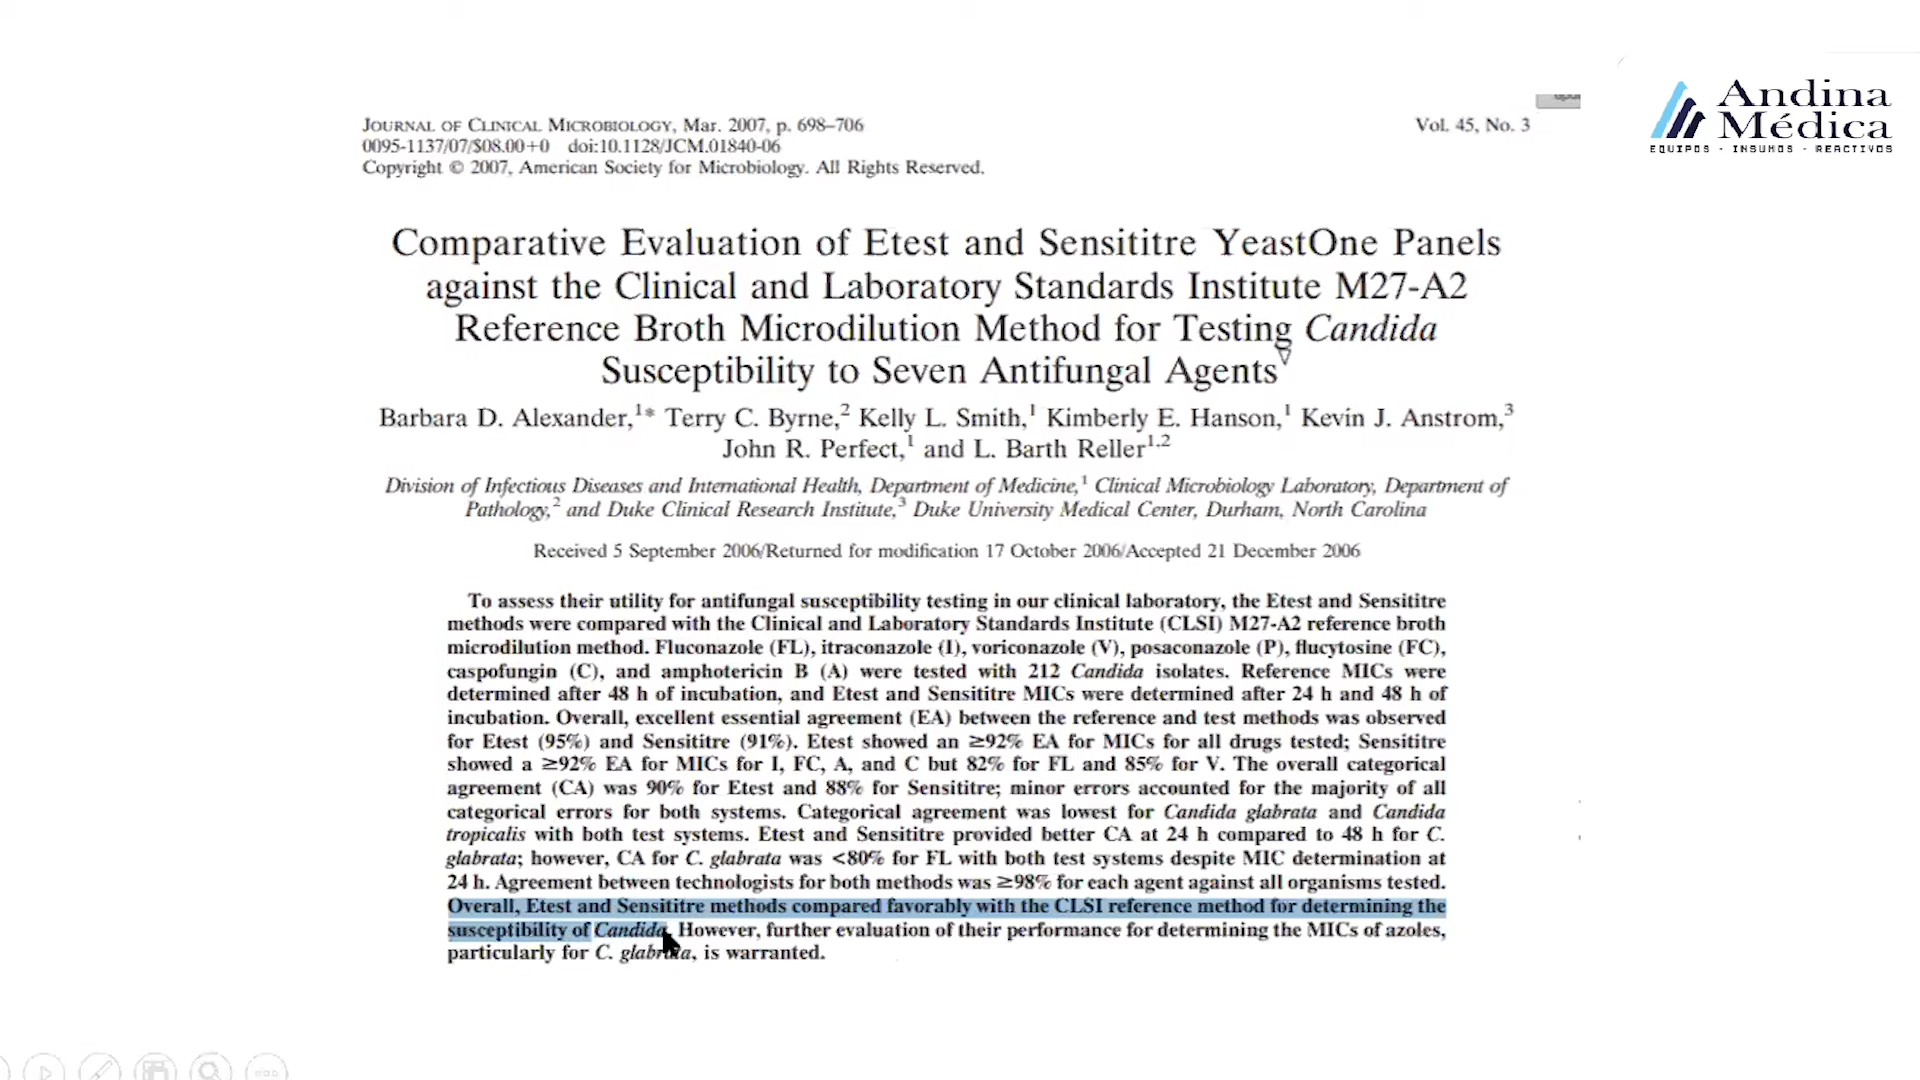 JOURNAL OF CLINICAL MICROBIOLOGY, Mar. 2007, p. 698–706 Vol. 45, No. 3
0095-1137/07/$08.00+0 doi:10.1128/JCM.01840-06
Copyright © 2007, American Society for Microbiology. All Rights Reserved.
Andina
Médica
EQUIPOS - INSUMOS - REACTIVOS
Comparative Evaluation of Etest and Sensititre YeastOne Panels
against the Clinical and Laboratory Standards Institute M27-A2
Reference Broth Microdilution Method for Testing Candida
Susceptibility to Seven Antifungal Agents▽
Barbara D. Alexander,1* Terry C. Byrne,2 Kelly L. Smith,1 Kimberly E. Hanson,1 Kevin J. Anstrom,3
John R. Perfect,1 and L. Barth Reller1,2
Division of Infectious Diseases and International Health, Department of Medicine,1 Clinical Microbiology Laboratory, Department of
Pathology,2 and Duke Clinical Research Institute,3 Duke University Medical Center, Durham, North Carolina
Received 5 September 2006/Returned for modification 17 October 2006/Accepted 21 December 2006
To assess their utility for antifungal susceptibility testing in our clinical laboratory, the Etest and Sensititre
methods were compared with the Clinical and Laboratory Standards Institute (CLSI) M27-A2 reference broth
microdilution method. Fluconazole (FL), itraconazole (I), voriconazole (V), posaconazole (P), flucytosine (FC),
caspofungin (C), and amphotericin B (A) were tested with 212 Candida isolates. Reference MICs were
determined after 48 h of incubation, and Etest and Sensititre MICs were determined after 24 h and 48 h of
incubation. Overall, excellent essential agreement (EA) between the reference and test methods was observed
for Etest (95%) and Sensititre (91%). Etest showed an ≥92% EA for MICs for all drugs tested; Sensititre
showed a ≥92% EA for MICs for I, FC, A, and C but 82% for FL and 85% for V. The overall categorical
agreement (CA) was 90% for Etest and 88% for Sensititre; minor errors accounted for the majority of all
categorical errors for both systems. Categorical agreement was lowest for Candida glabrata and Candida
tropicalis with both test systems. Etest and Sensititre provided better CA at 24 h compared to 48 h for C.
glabrata; however, CA for C. glabrata was <80% for FL with both test systems despite MIC determination at
24 h. Agreement between technologists for both methods was ≥98% for each agent against all organisms tested.
Overall, Etest and Sensititre methods compared favorably with the CLSI reference method for determining the
susceptibility of Candida. However, further evaluation of their performance for determining the MICs of azoles,
particularly for C. glabrata, is warranted.